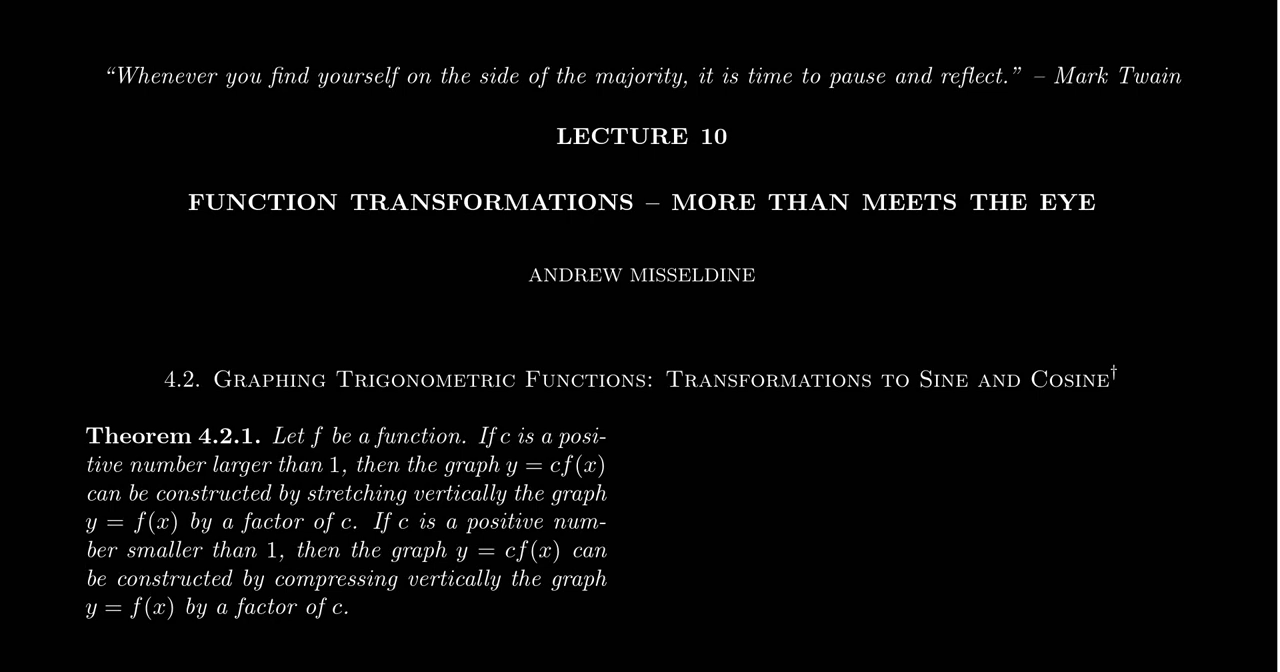 “Whenever you find yourself on the side of the majority, it is time to pause and reflect.” – Mark Twain
LECTURE 10
FUNCTION TRANSFORMATIONS – MORE THAN MEETS THE EYE
ANDREW MISSELDINE
4.2. Graphing Trigonometric Functions: Transformations to Sine and Cosine†
Theorem 4.2.1. Let f be a function. If c is a posi-
tive number larger than 1, then the graph y = cf(x)
can be constructed by stretching vertically the graph
y = f(x) by a factor of c. If c is a positive num-
ber smaller than 1, then the graph y = cf(x) can
be constructed by compressing vertically the graph
y = f(x) by a factor of c.